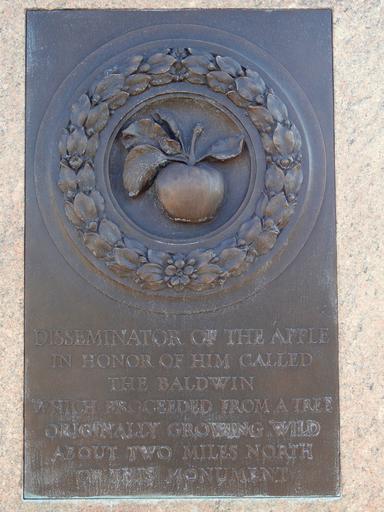 DISSEMINATOR OF THE APPLE
IN HONOR OF HIM CALLED
THE BALDWIN
WHICH PROCEEDED FROM A TREE
ORIGINALLY GROWING WILD
ABOUT TWO MILES NORTH
OF THIS MONUMENT